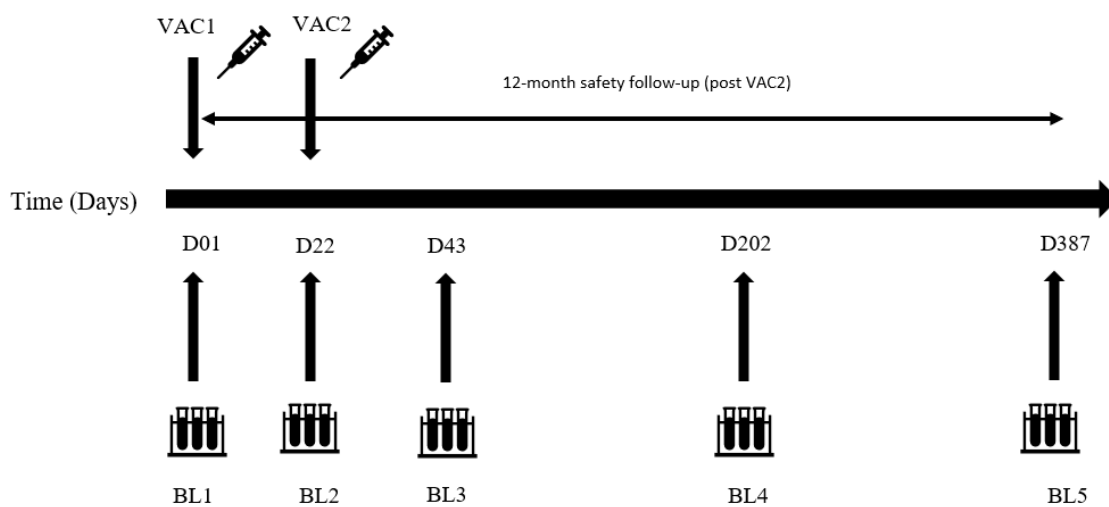 VAC1
VAC2
12-month safety follow-up (post VAC2)
Time (Days)
D01
D22
D43
D202
D387
BL1
BL2
BL3
BL4
BL5